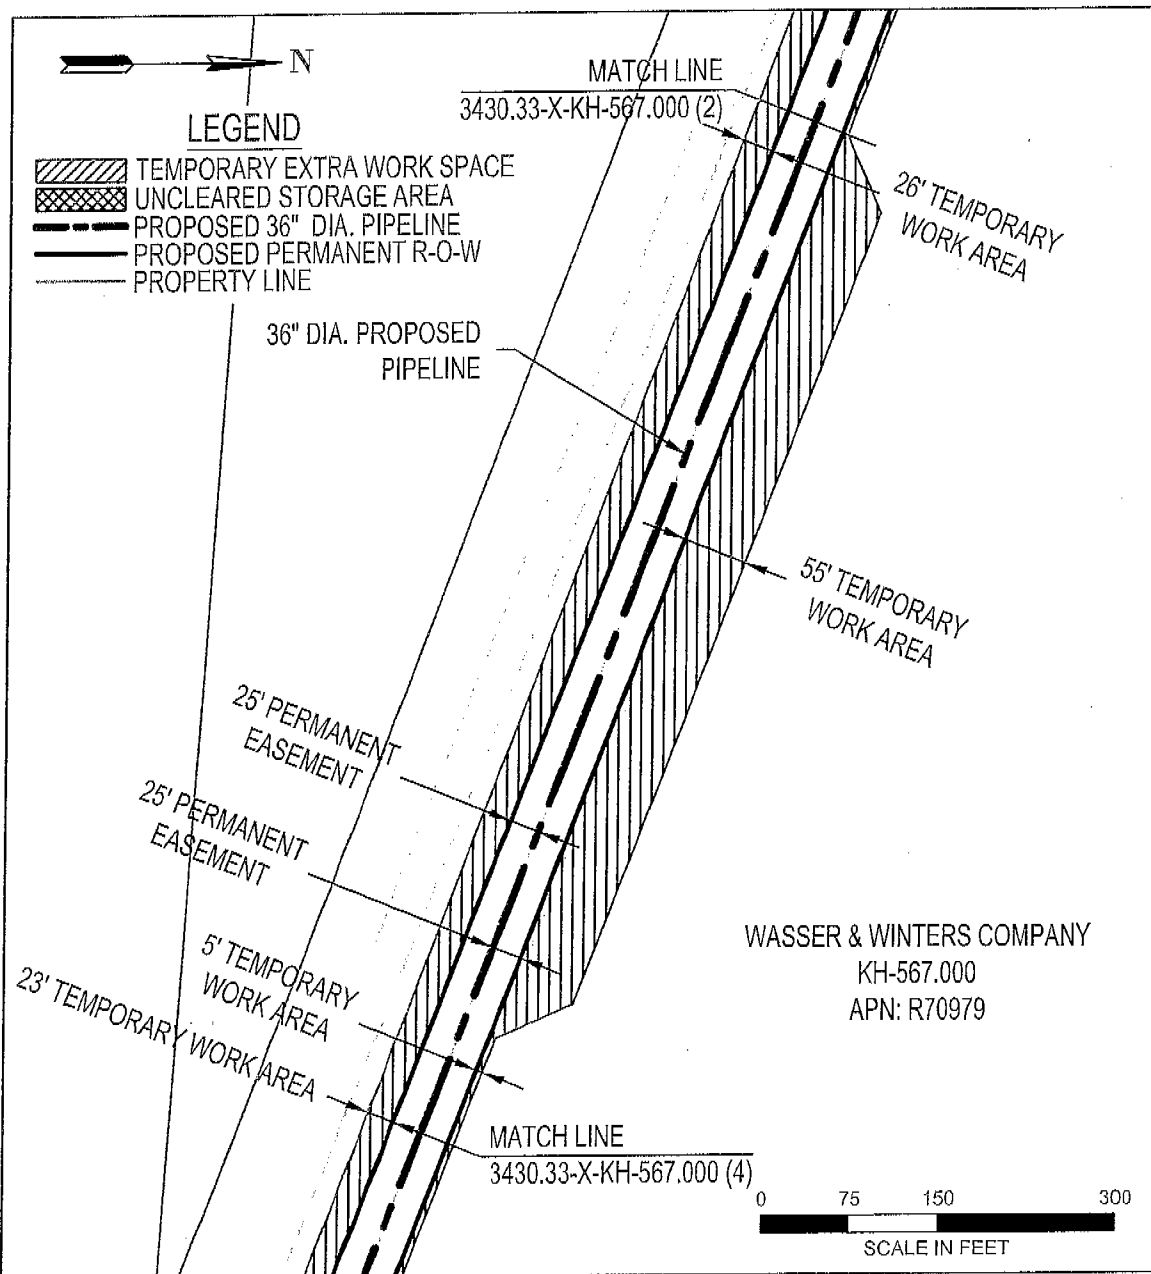 N
MATCH LINE
3430.33-X-KH-567.000 (2)
LEGEND
TEMPORARY EXTRA WORK SPACE
UNCLEARED STORAGE AREA
PROPOSED 36" DIA. PIPELINE
PROPOSED PERMANENT R-O-W
PROPERTY LINE
26' TEMPORARY
WORK AREA
36" DIA. PROPOSED
PIPELINE
55' TEMPORARY
WORK AREA
25' PERMANENT
EASEMENT
25' PERMANENT
EASEMENT
5' TEMPORARY
WORK AREA
23' TEMPORARY WORK AREA
WASSER & WINTERS COMPANY
KH-567.000
APN: R70979
MATCH LINE
3430.33-X-KH-567.000 (4)
0 75 150 300
SCALE IN FEET